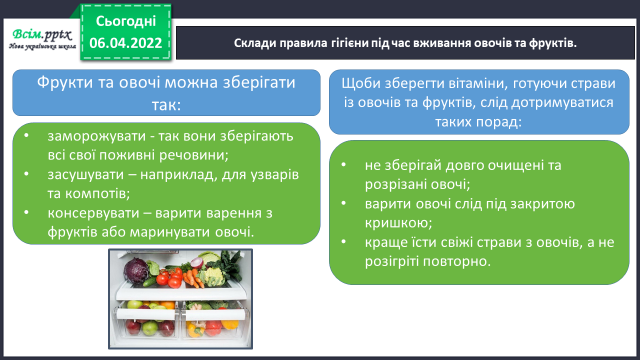 Всім.pptx
Нова українська школа
Сьогодні
06.04.2022
Склади правила гігієни під час вживання овочів та фруктів.
Фрукти та овочі можна зберігати
так:
• заморожувати - так вони зберігають
всі свої поживні речовини;
• засушувати – наприклад, для узварів
та компотів;
• консервувати – варити варення з
фруктів або маринувати овочі.
Щоби зберегти вітаміни, готуючи страви
із овочів та фруктів, слід дотримуватися
таких порад:
• не зберігай довго очищені та
розрізані овочі;
• варити овочі слід під закритою
кришкою;
• краще їсти свіжі страви з овочів, а не
розігріті повторно.